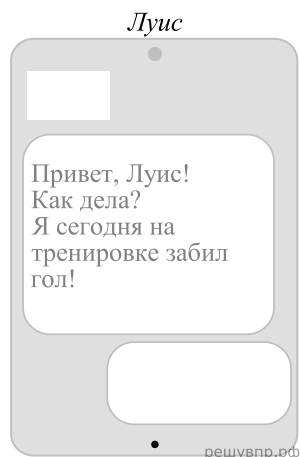 Луис
Привет, Луис!
Как дела?
Я сегодня на
тренировке забил
гол!
решувпр.рф